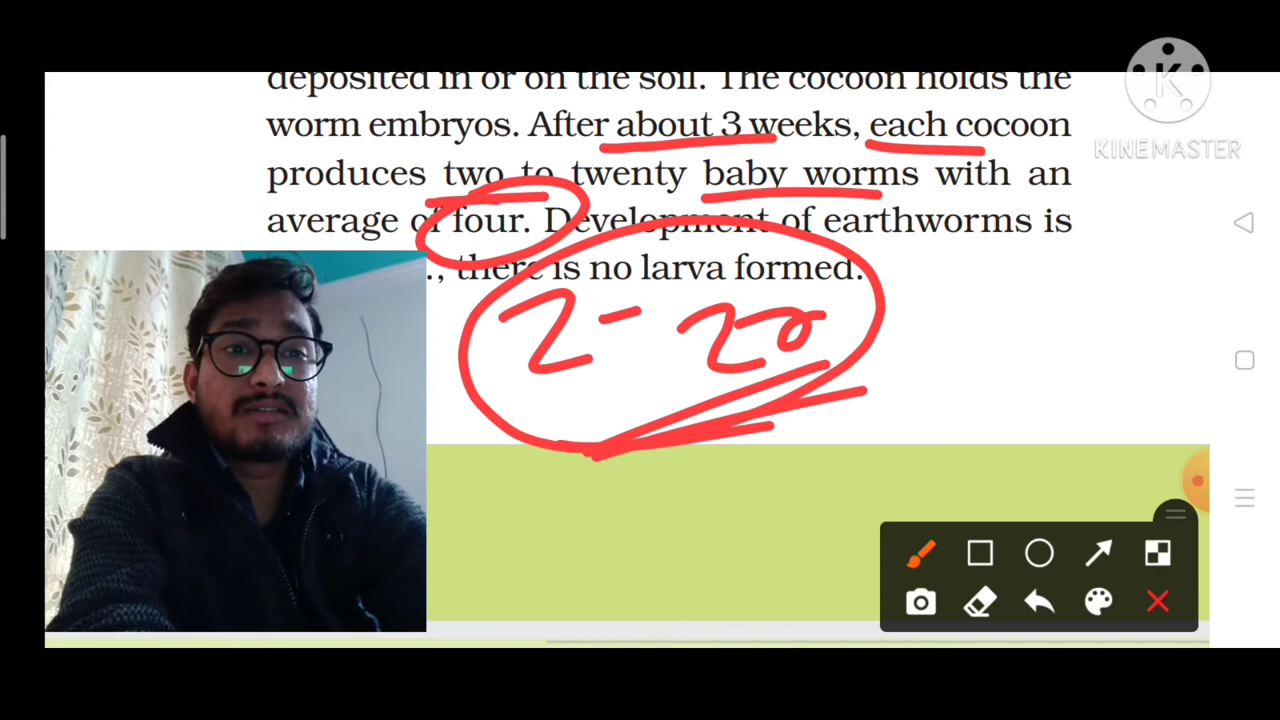 deposited in or on the soil. The cocoon holds the
worm embryos. After about 3 weeks, each cocoon
produces two to twenty baby worms with an
average of four. Development of earthworms is
., there is no larva formed.
2 - 20
K
KINEMASTER